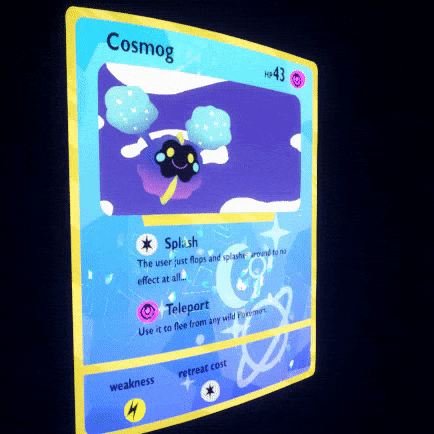 Cosmog
HP43
Splash
The user just flops and splashes around to no
effect at all...
Teleport
Use it to flee from any wild Pokemon.
weakness
retreat cost